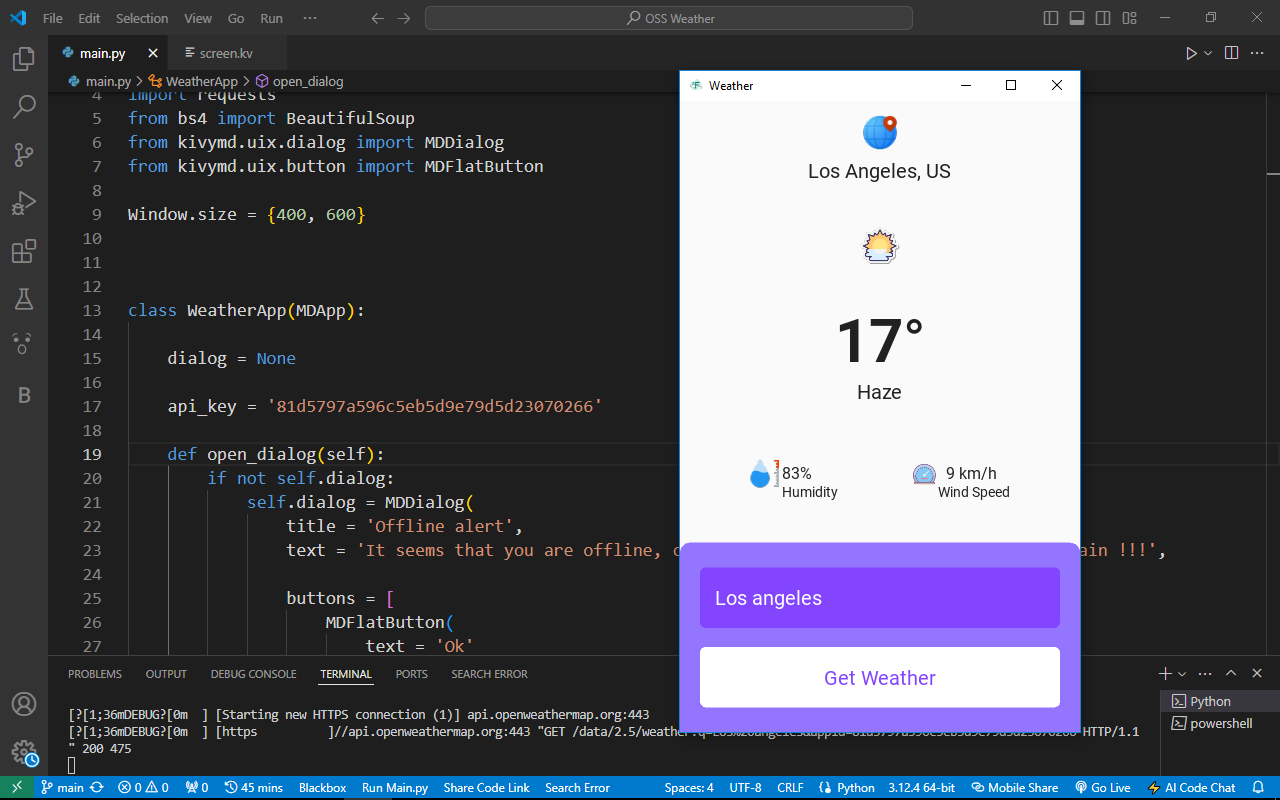 File Edit Selection View Go Run ··· OSS Weather
main.py screen.kv
main.py > WeatherApp > open_dialog
4 import requests
5 from bs4 import BeautifulSoup
6 from kivymd.uix.dialog import MDDialog
7 from kivymd.uix.button import MDFlatButton
8
9 Window.size = {400, 600}
10
11
12
13 class WeatherApp(MDApp):
14
15 dialog = None
16
17 api_key = '81d5797a596c5eb5d9e79d5d23070266'
18
19 def open_dialog(self):
20 if not self.dialog:
21 self.dialog = MDDialog(
22 title = 'Offline alert',
23 text = 'It seems that you are offline, ain !!!',
24
25 buttons = [
26 MDFlatButton(
27 text = 'Ok'
Weather
Los Angeles, US
17°
Haze
83%
Humidity
9 km/h
Wind Speed
Los angeles
Get Weather
PROBLEMS OUTPUT DEBUG CONSOLE TERMINAL PORTS SEARCH ERROR
[?[1;36mDEBUG?[0m ] [Starting new HTTPS connection (1)] api.openweathermap.org:443
[?[1;36mDEBUG?[0m ] [https ]//api.openweathermap.org:443 "GET /data/2.5/weather HTTP/1.1
" 200 475
Python
powershell
main 0 0 0 45 mins Blackbox Run Main.py Share Code Link Search Error Spaces: 4 UTF-8 CRLF Python 3.12.4 64-bit Mobile Share Go Live AI Code Chat